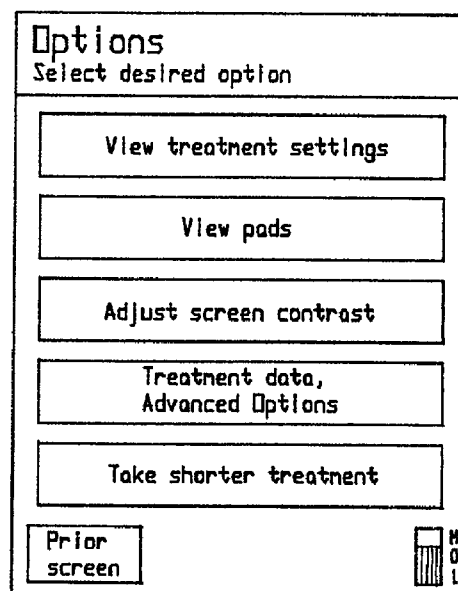 Options
Select desired option
View treatment settings
View pads
Adjust screen contrast
Treatment data,
Advanced Options
Take shorter treatment
Prior
screen